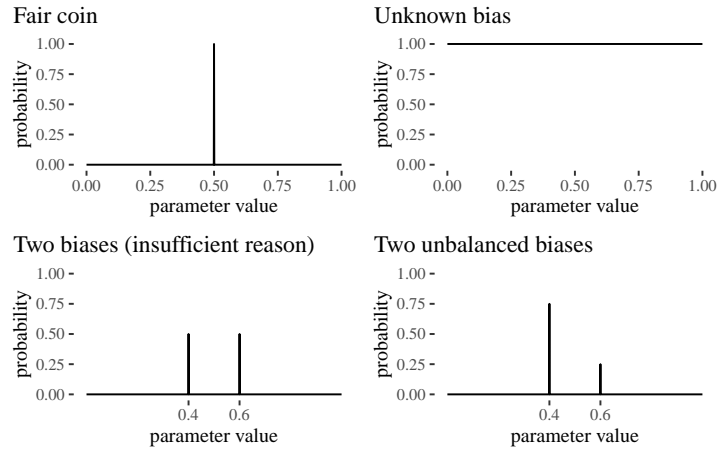 Fair coin
1.00
0.75
0.50
0.25
0.00
probability
0.00 0.25 0.50 0.75 1.00
parameter value
Unknown bias
1.00
0.75
0.50
0.25
0.00
probability
0.00 0.25 0.50 0.75 1.00
parameter value
Two biases (insufficient reason)
1.00
0.75
0.50
0.25
0.00
probability
0.4 0.6
parameter value
Two unbalanced biases
1.00
0.75
0.50
0.25
0.00
probability
0.4 0.6
parameter value